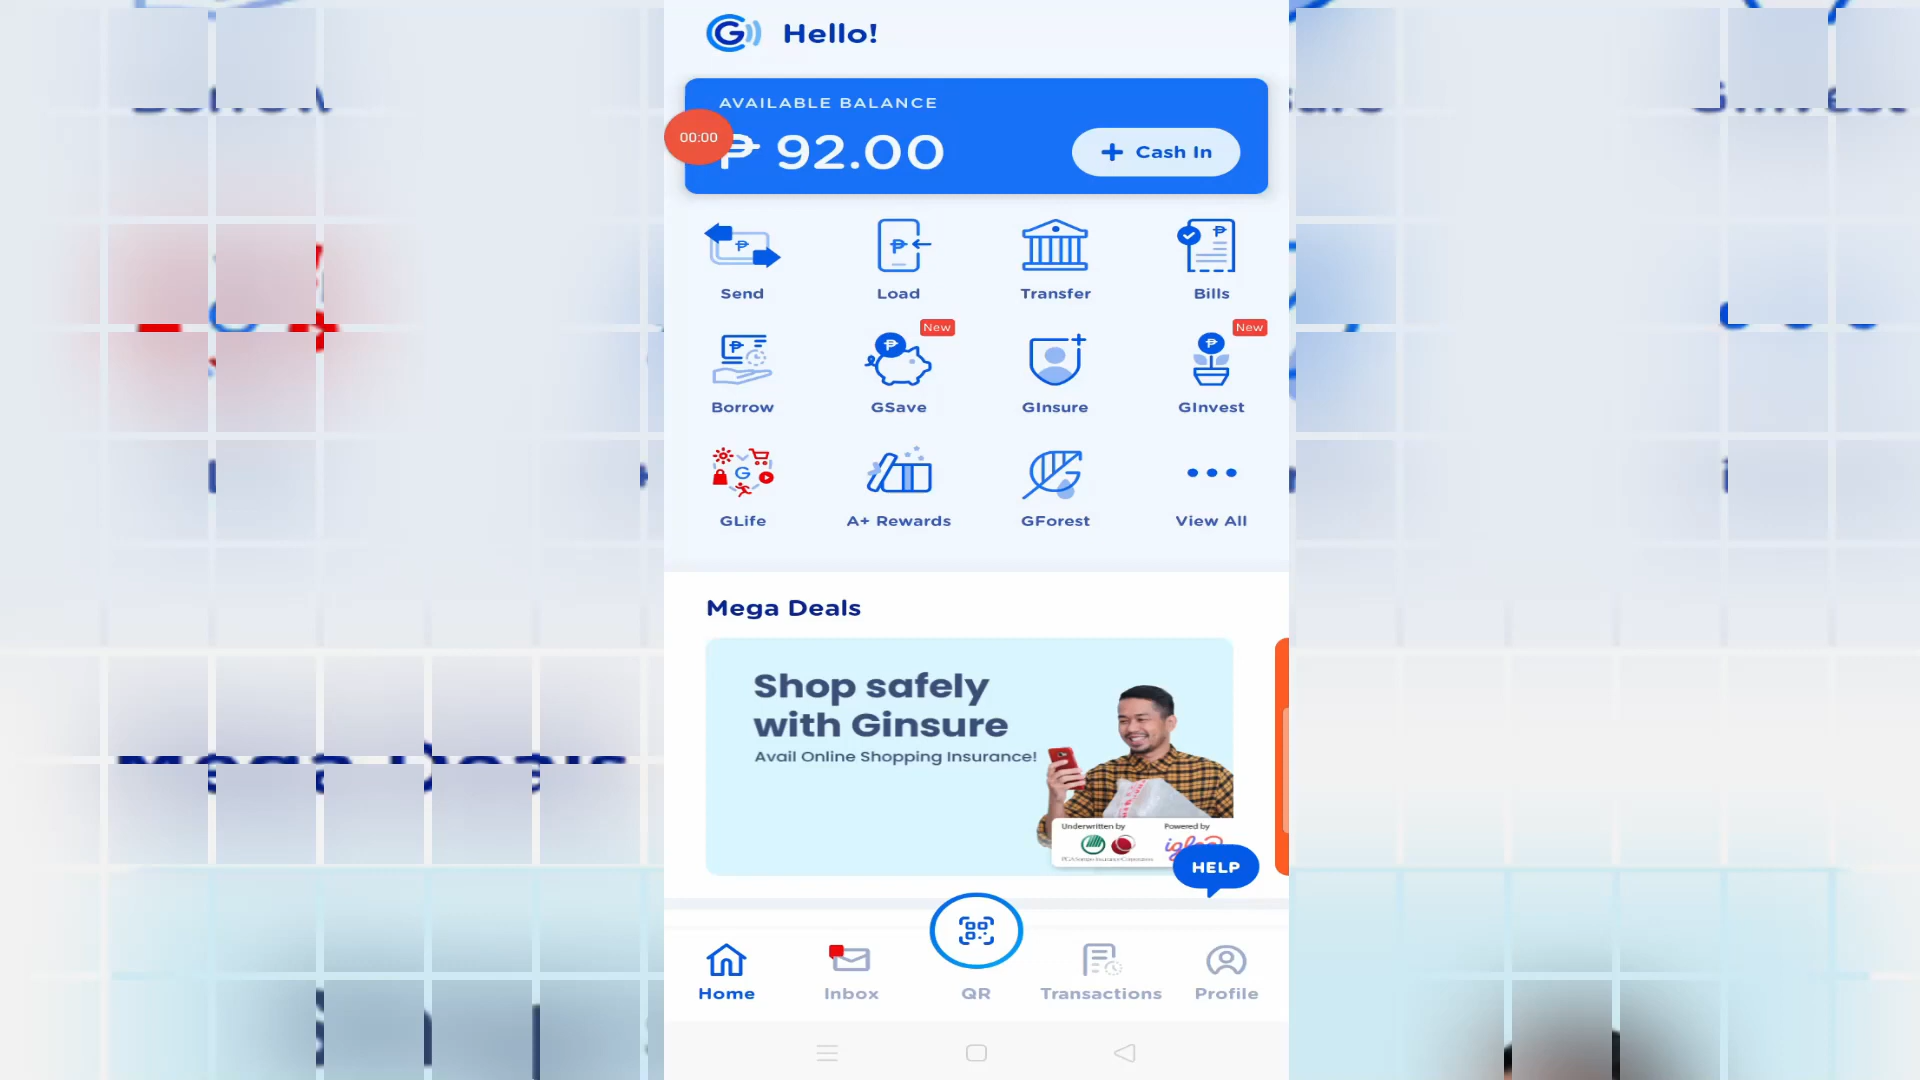 Hello!
AVAILABLE BALANCE
00:00
₱ 92.00
Cash In
Send
Load
Transfer
Bills
New
New
Borrow
GSave
GInsure
GInvest
GLife
A+ Rewards
GForest
View All
Mega Deals
Shop safely
with Ginsure
Avail Online Shopping Insurance!
Underwritten by
Powered by
HELP
Home
Inbox
QR
Transactions
Profile